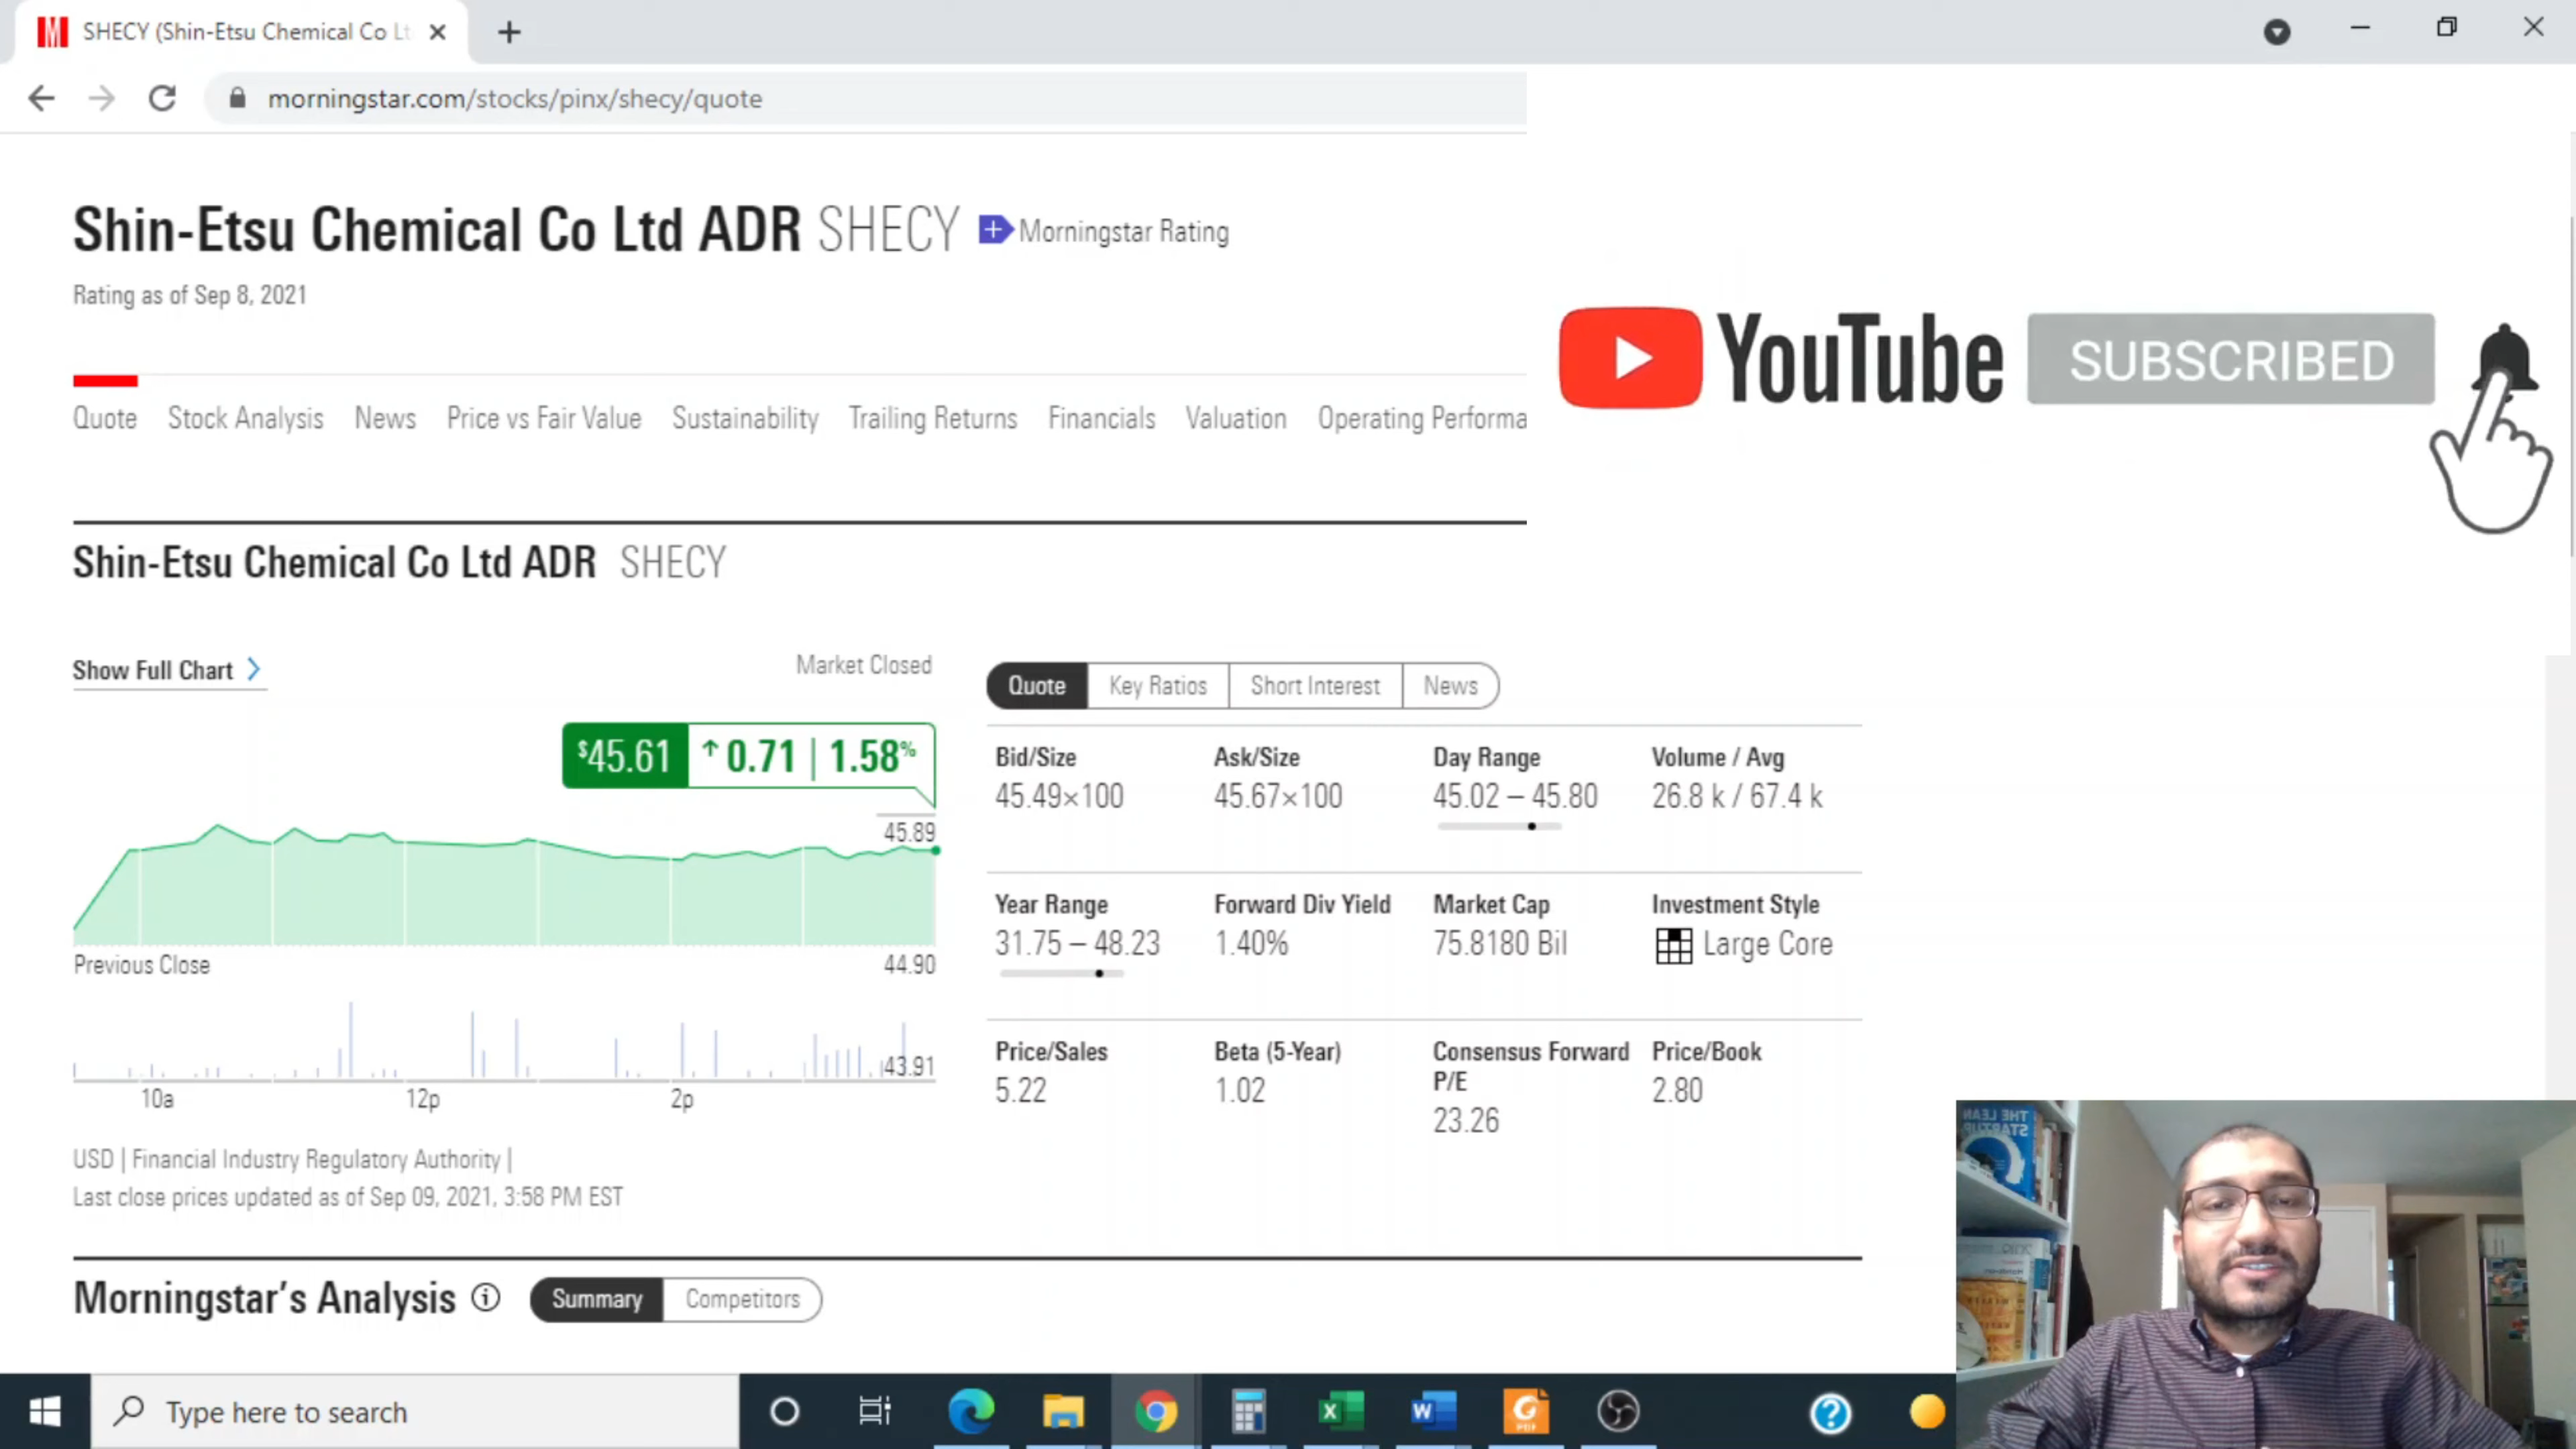 SHECY (Shin-Etsu Chemical Co Lt
morningstar.com/stocks/pinx/shecy/quote
Shin-Etsu Chemical Co Ltd ADR SHECY Morningstar Rating
Rating as of Sep 8, 2021
YouTube SUBSCRIBED
Quote Stock Analysis News Price vs Fair Value Sustainability Trailing Returns Financials Valuation Operating Performa
Shin-Etsu Chemical Co Ltd ADR SHECY
Show Full Chart
Market Closed
$45.61 ↑0.71 | 1.58%
45.89
Previous Close 44.90
43.91
10a 12p 2p
USD | Financial Industry Regulatory Authority |
Last close prices updated as of Sep 09, 2021, 3:58 PM EST
Quote Key Ratios Short Interest News
Bid/Size Ask/Size Day Range Volume / Avg
45.49×100 45.67×100 45.02 – 45.80 26.8 k / 67.4 k
Year Range Forward Div Yield Market Cap Investment Style
31.75 – 48.23 1.40% 75.8180 Bil Large Core
Price/Sales Beta (5-Year) Consensus Forward P/E Price/Book
5.22 1.02 23.26 2.80
Morningstar's Analysis Summary Competitors
THE LEAN
STARTUP
Type here to search